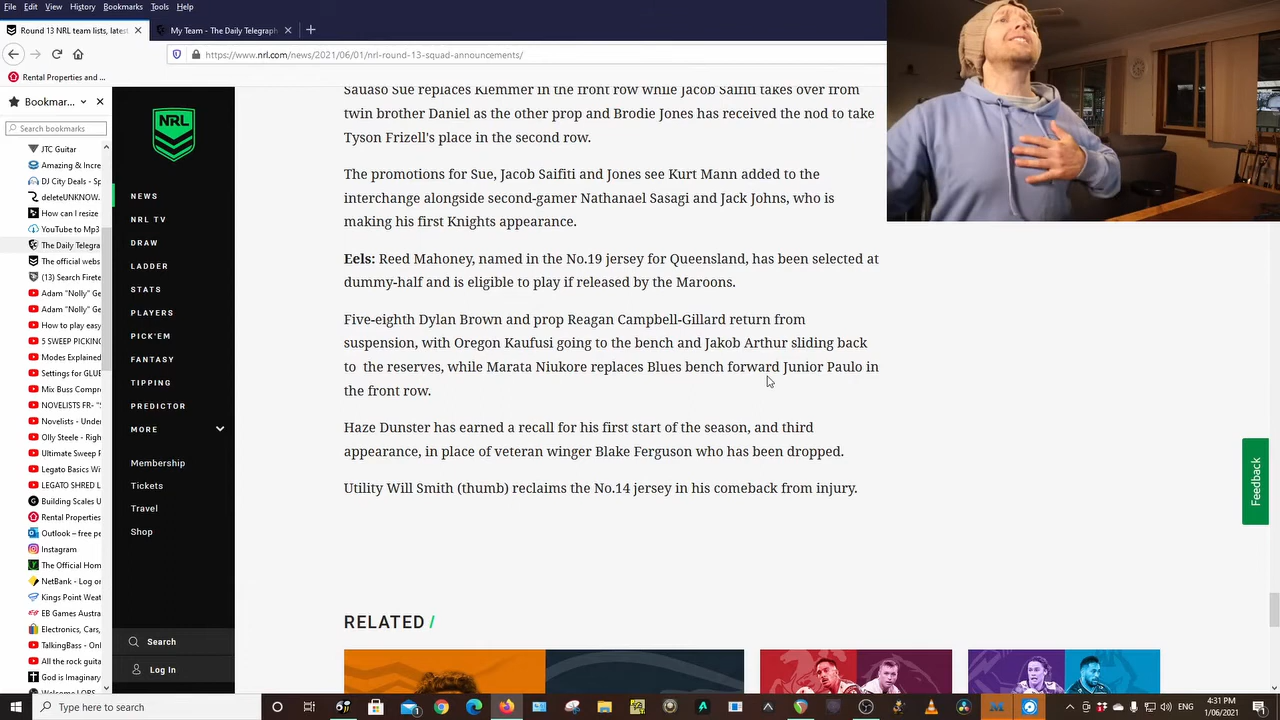 File Edit View History Bookmarks Tools Help
Round 13 NRL team lists, latest
My Team - The Daily Telegraph
https://www.nrl.com/news/2021/06/01/nrl-round-13-squad-announcements/
Rental Properties and ...
Bookmar...
Search bookmarks
JTC Guitar
Amazing & Incre
DJ City Deals - Sp
deleteUNKNOW.
How can I resize
YouTube to Mp3
The Daily Telegra
The official webs
(13) Search Firete
Adam "Nolly" Ge
Adam "Nolly" Ge
How to play easy
5 SWEEP PICKING
Modes Explained
Settings for GLUE
Mix Buss Compre
NOVELISTS FR- "S
Novelists - Under
Olly Steele - Righ
Ultimate Sweep P
Legato Basics Wi
LEGATO SHRED L
Building Scales U
Rental Properties
Outlook – free pe
Instagram
The Official Hom
NetBank - Log on
Kings Point Weat
EB Games Austra
Electronics, Cars,
TalkingBass - Onl
All the rock guita
God is Imaginary
Welcome LORS
NRL
NEWS
NRL TV
DRAW
LADDER
STATS
PLAYERS
PICK'EM
FANTASY
TIPPING
PREDICTOR
MORE
Membership
Tickets
Travel
Shop
Search
Log In
Sauaso Sue replaces Klemmer in the front row while Jacob Saifiti takes over from
twin brother Daniel as the other prop and Brodie Jones has received the nod to take
Tyson Frizell's place in the second row.
The promotions for Sue, Jacob Saifiti and Jones see Kurt Mann added to the
interchange alongside second-gamer Nathanael Sasagi and Jack Johns, who is
making his first Knights appearance.
Eels: Reed Mahoney, named in the No.19 jersey for Queensland, has been selected at
dummy-half and is eligible to play if released by the Maroons.
Five-eighth Dylan Brown and prop Reagan Campbell-Gillard return from
suspension, with Oregon Kaufusi going to the bench and Jakob Arthur sliding back
to the reserves, while Marata Niukore replaces Blues bench forward Junior Paulo in
the front row.
Haze Dunster has earned a recall for his first start of the season, and third
appearance, in place of veteran winger Blake Ferguson who has been dropped.
Utility Will Smith (thumb) reclaims the No.14 jersey in his comeback from injury.
RELATED /
Feedback
Type here to search
ENG
4:31 PM
1/06/2021